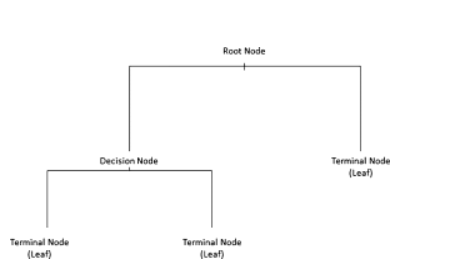 Root Node
Decision Node
Terminal Node
(Leaf)
Terminal Node
(Leaf)
Terminal Node
(Leaf)